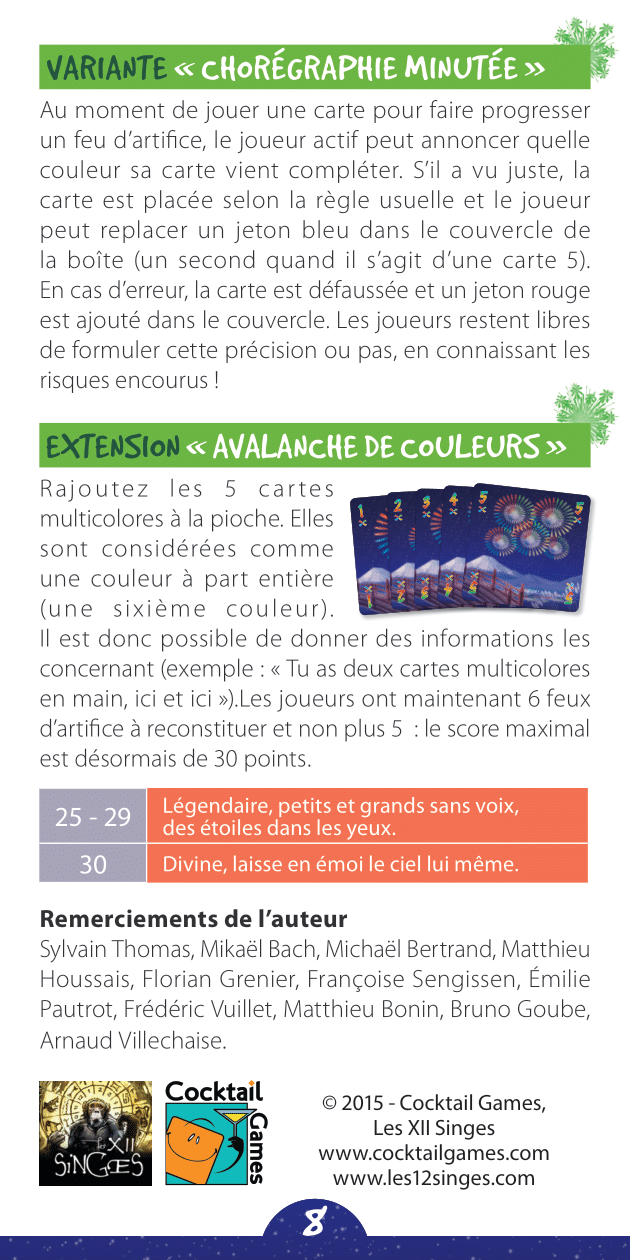 VARIANTE « CHORÉGRAPHIE MINUTÉE »
Au moment de jouer une carte pour faire progresser
un feu d’artifice, le joueur actif peut annoncer quelle
couleur sa carte vient compléter. S’il a vu juste, la
carte est placée selon la règle usuelle et le joueur
peut replacer un jeton bleu dans le couvercle de
la boîte (un second quand il s’agit d’une carte 5).
En cas d’erreur, la carte est défaussée et un jeton rouge
est ajouté dans le couvercle. Les joueurs restent libres
de formuler cette précision ou pas, en connaissant les
risques encourus !
EXTENSION « AVALANCHE DE COULEURS »
Rajoutez les 5 cartes
multicolores à la pioche. Elles
sont considérées comme
une couleur à part entière
(une sixième couleur).
1 2 3 4 5 5
Il est donc possible de donner des informations les
concernant (exemple : « Tu as deux cartes multicolores
en main, ici et ici »).Les joueurs ont maintenant 6 feux
d’artifice à reconstituer et non plus 5  : le score maximal
est désormais de 30 points.
25 - 29 Légendaire, petits et grands sans voix,
des étoiles dans les yeux.
30 Divine, laisse en émoi le ciel lui même.
Remerciements de l’auteur
Sylvain Thomas, Mikaël Bach, Michaël Bertrand, Matthieu
Houssais, Florian Grenier, Françoise Sengissen, Émilie
Pautrot, Frédéric Vuillet, Matthieu Bonin, Bruno Goube,
Arnaud Villechaise.
Les XII
SiNGES
Cocktail
Games
© 2015 - Cocktail Games,
Les XII Singes
www.cocktailgames.com
www.les12singes.com
8